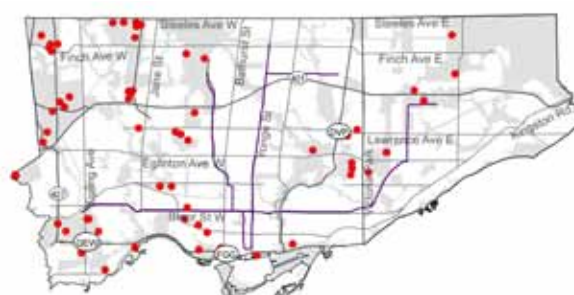 Steeles Ave W
Steeles Ave E
Finch Ave W
Finch Ave E
Jane St
Bathurst St
401
Yonge St
DVP
Lawrence Ave E
Kingston Rd
Eglinton Ave W
Bloor St W
QEW
FGG